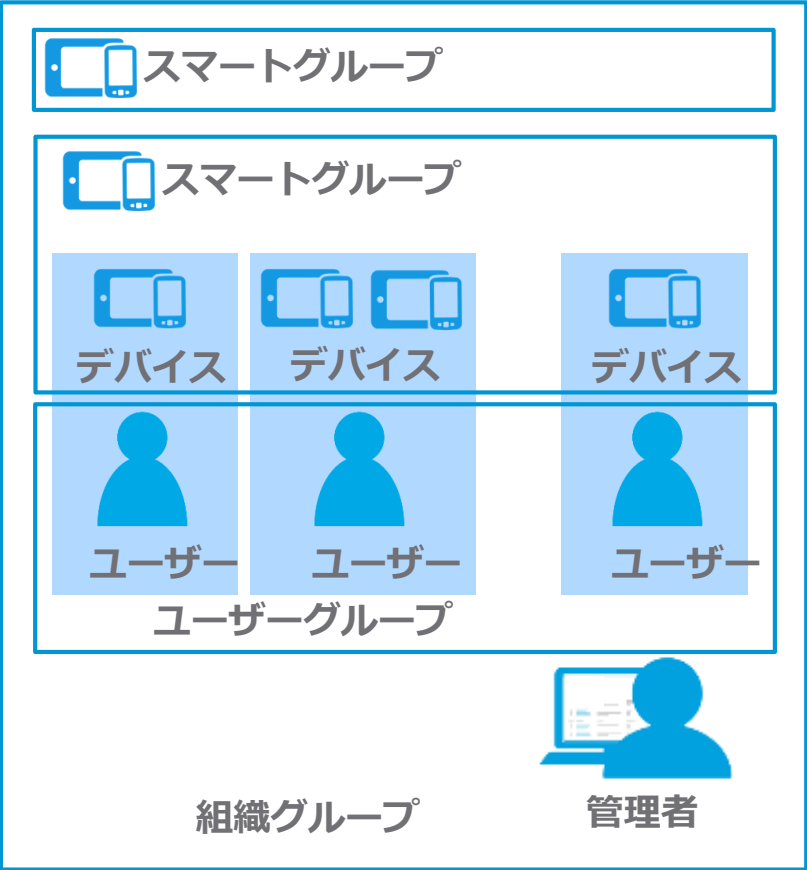 スマートグループ
スマートグループ
デバイス デバイス デバイス
ユーザー ユーザー ユーザー
ユーザーグループ
組織グループ 管理者